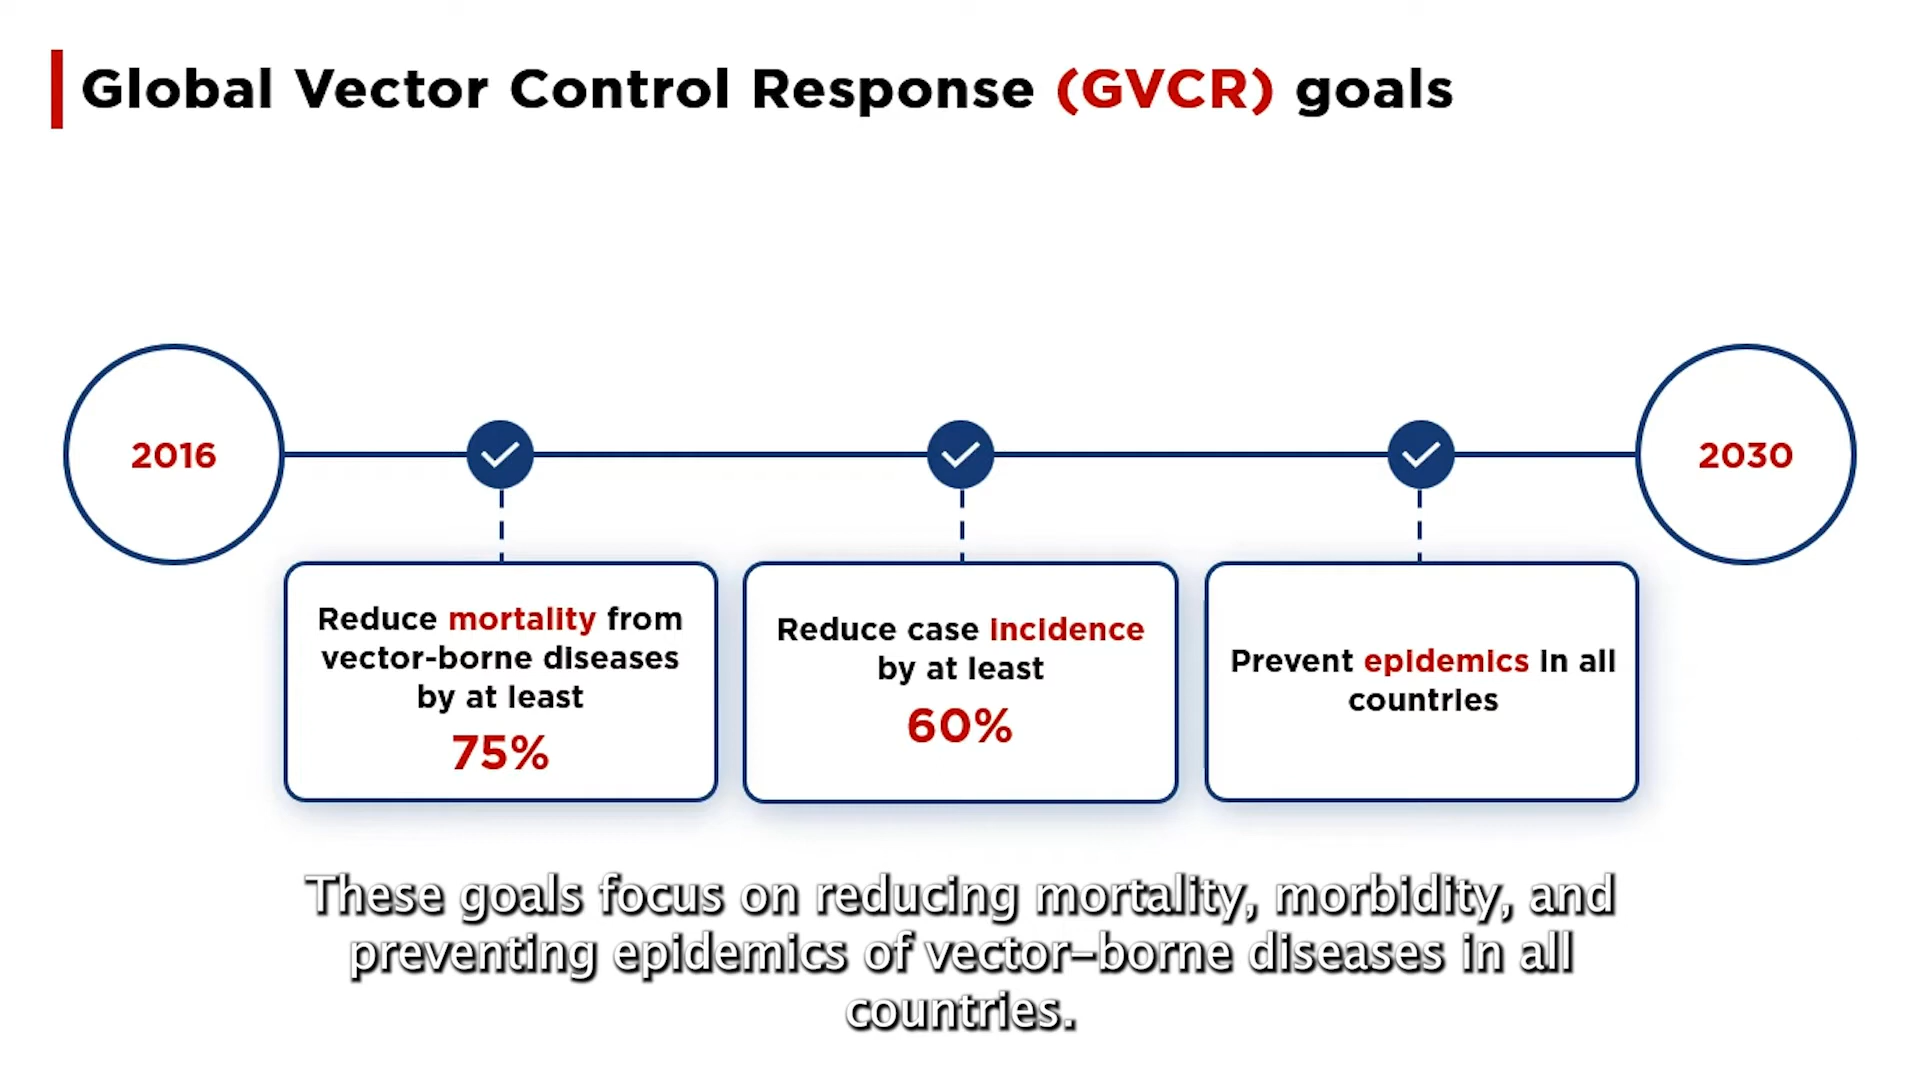 Global Vector Control Response (GVCR) goals
2016
2030
Reduce mortality from
vector-borne diseases
by at least
75%
Reduce case incidence
by at least
60%
Prevent epidemics in all
countries
These goals focus on reducing mortality, morbidity, and
preventing epidemics of vector–borne diseases in all
countries.